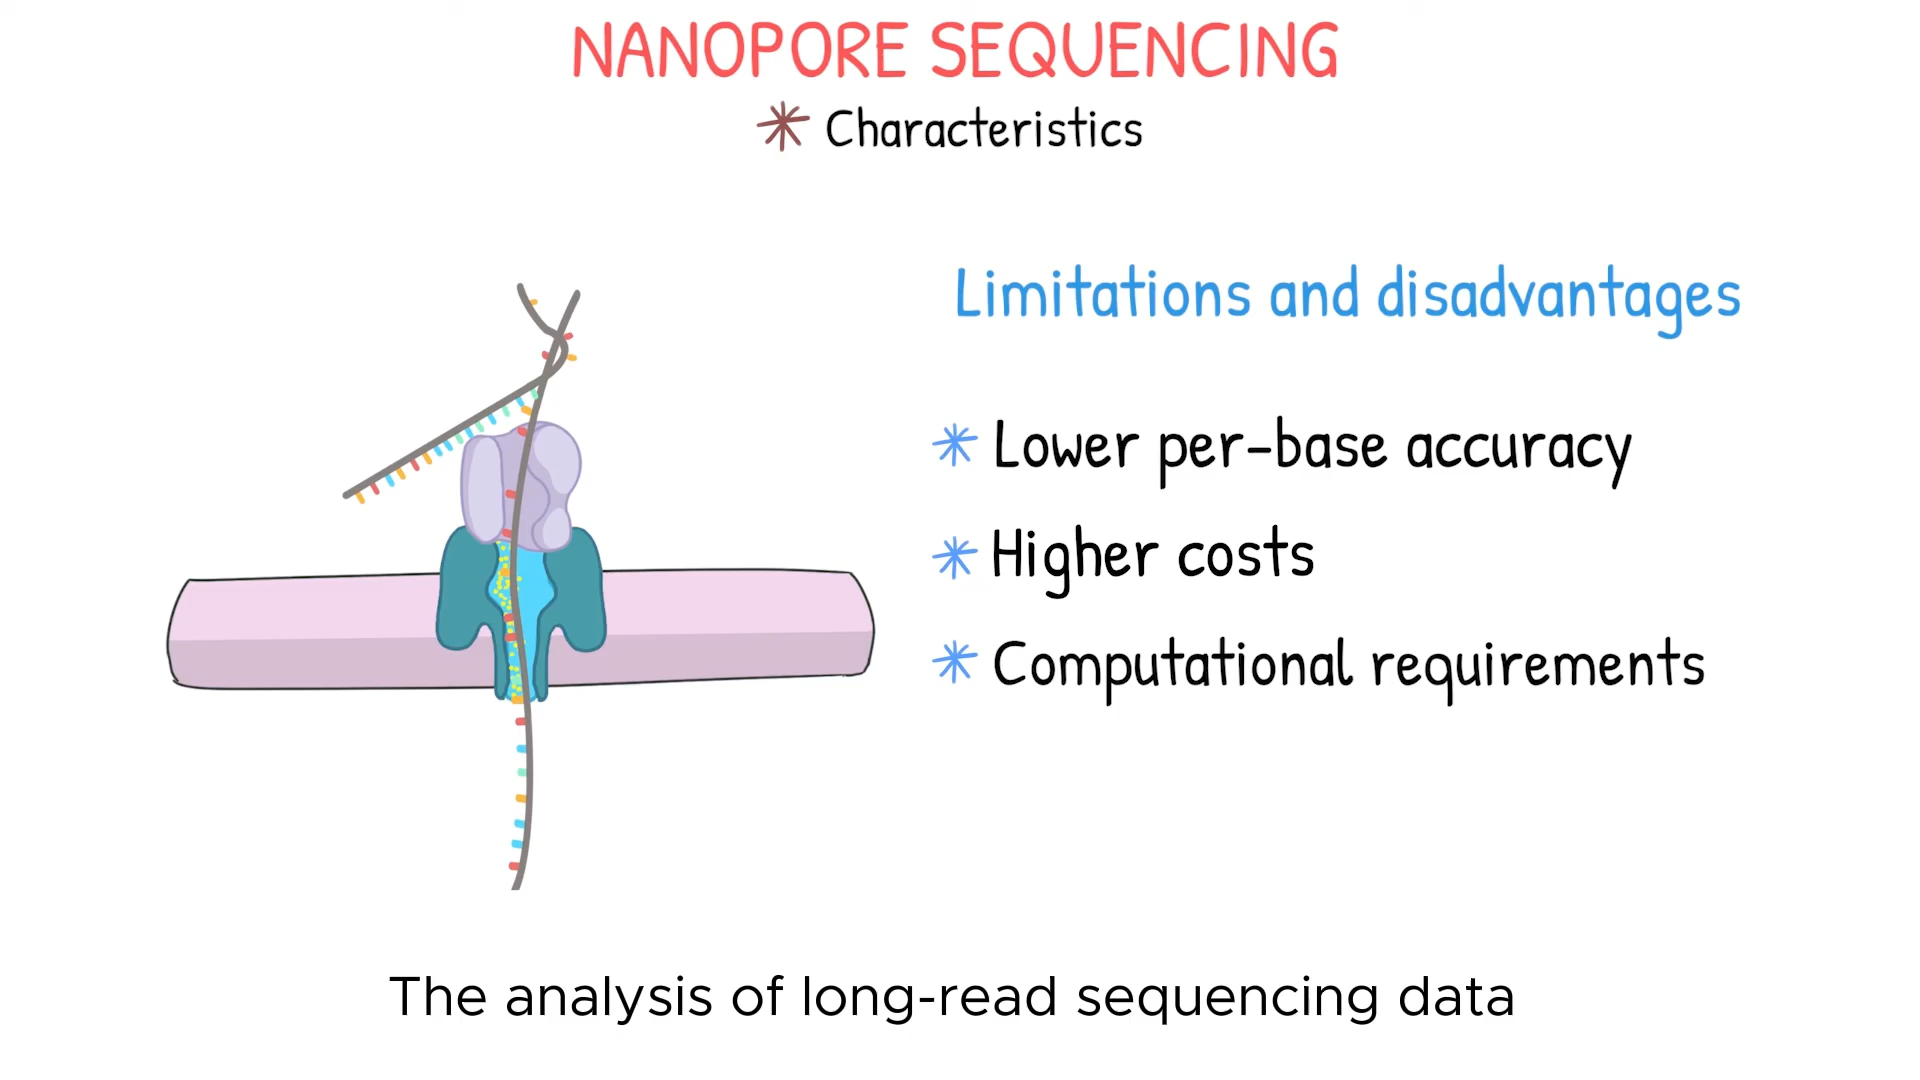 NANOPORE SEQUENCING
Characteristics
Limitations and disadvantages
Lower per-base accuracy
Higher costs
Computational requirements
The analysis of long-read sequencing data